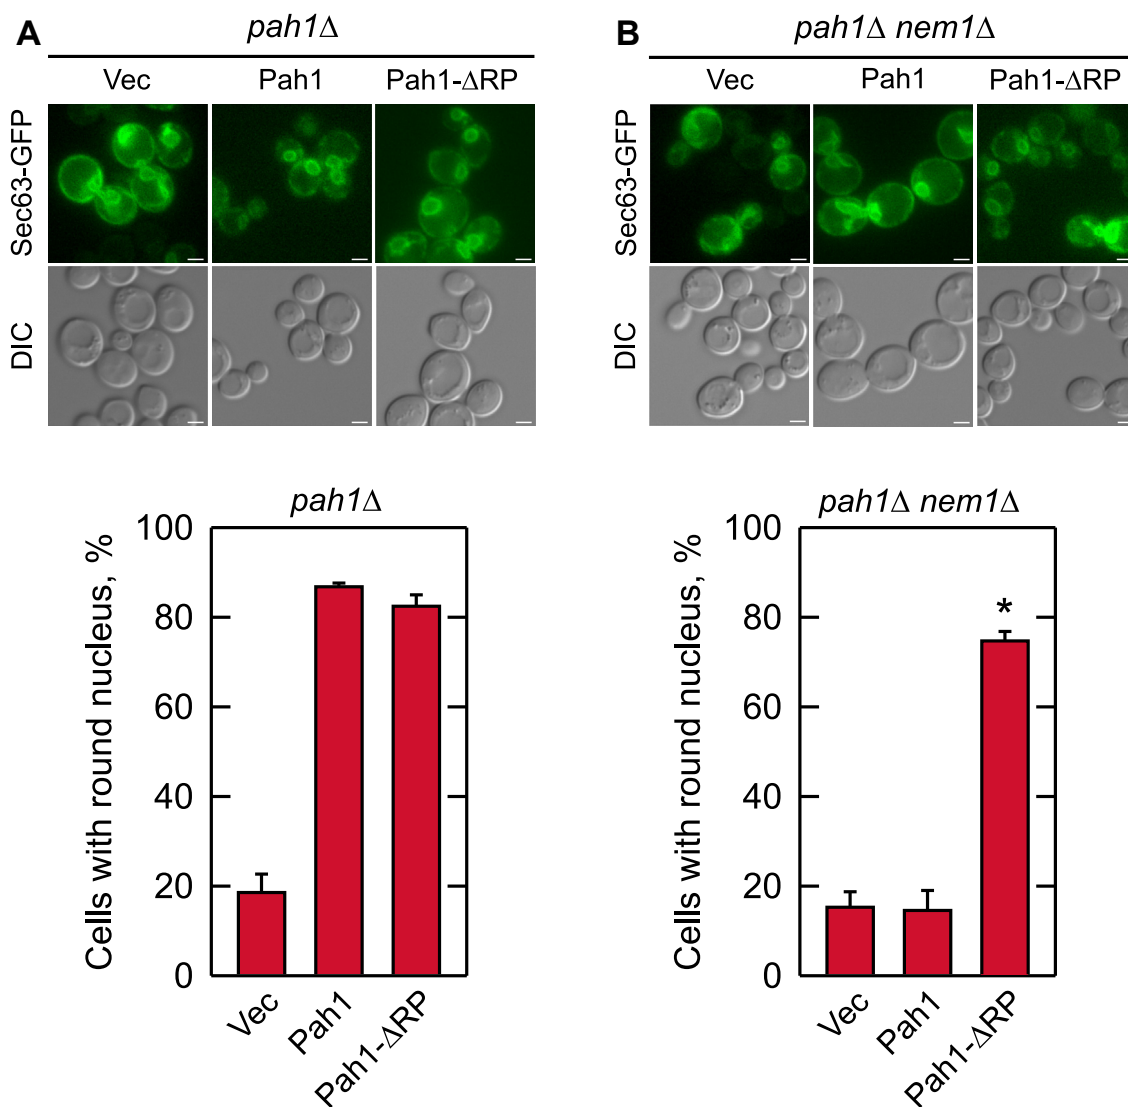 A pah1Δ
Vec Pah1 Pah1-ΔRP
Sec63-GFP
DIC
B pah1Δ nem1Δ
Vec Pah1 Pah1-ΔRP
Sec63-GFP
DIC
pah1Δ
Cells with round nucleus, %
100
80
60
40
20
0
Vec
Pah1
Pah1-ΔRP
pah1Δ nem1Δ
Cells with round nucleus, %
100
80
60
40
20
0
*
Vec
Pah1
Pah1-ΔRP